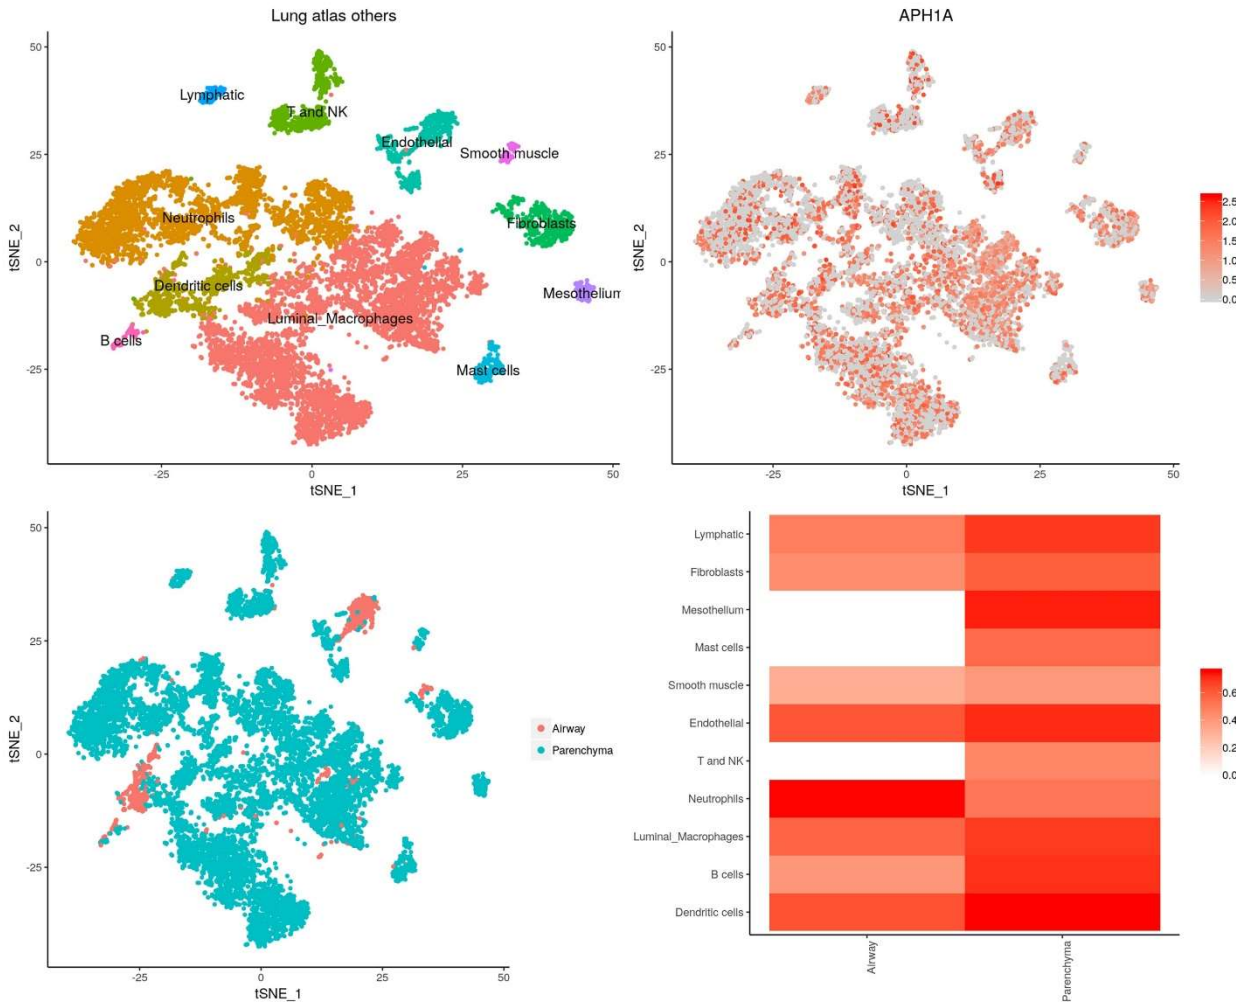 Lung atlas others
50
25
0
-25
tSNE_2
Lymphatic
T and NK
Endothelial
Smooth muscle
Neutrophils
Fibroblasts
Dendritic cells
Mesothelium
Luminal_Macrophages
B cells
Mast cells
-25
0
25
50
tSNE_1
APH1A
50
25
0
-25
tSNE_2
-25
0
25
50
tSNE_1
2.5
2.0
1.5
1.0
0.5
0.0
50
25
0
-25
tSNE_2
-25
0
25
50
tSNE_1
Airway
Parenchyma
Lymphatic
Fibroblasts
Mesothelium
Mast cells
Smooth muscle
Endothelial
T and NK
Neutrophils
Luminal_Macrophages
B cells
Dendritic cells
Airway
Parenchyma
0.6
0.4
0.2
0.0